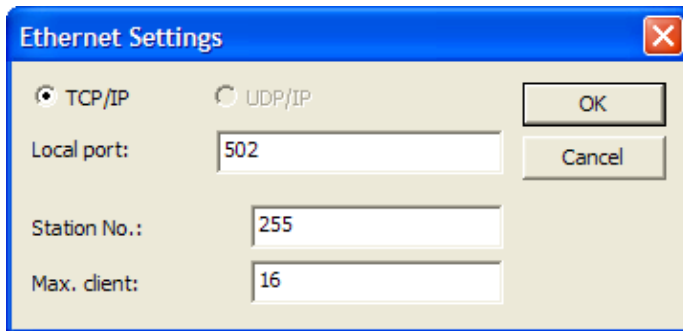 Ethernet Settings
TCP/IP UDP/IP OK
Local port: 502 Cancel
Station No.: 255
Max. client: 16